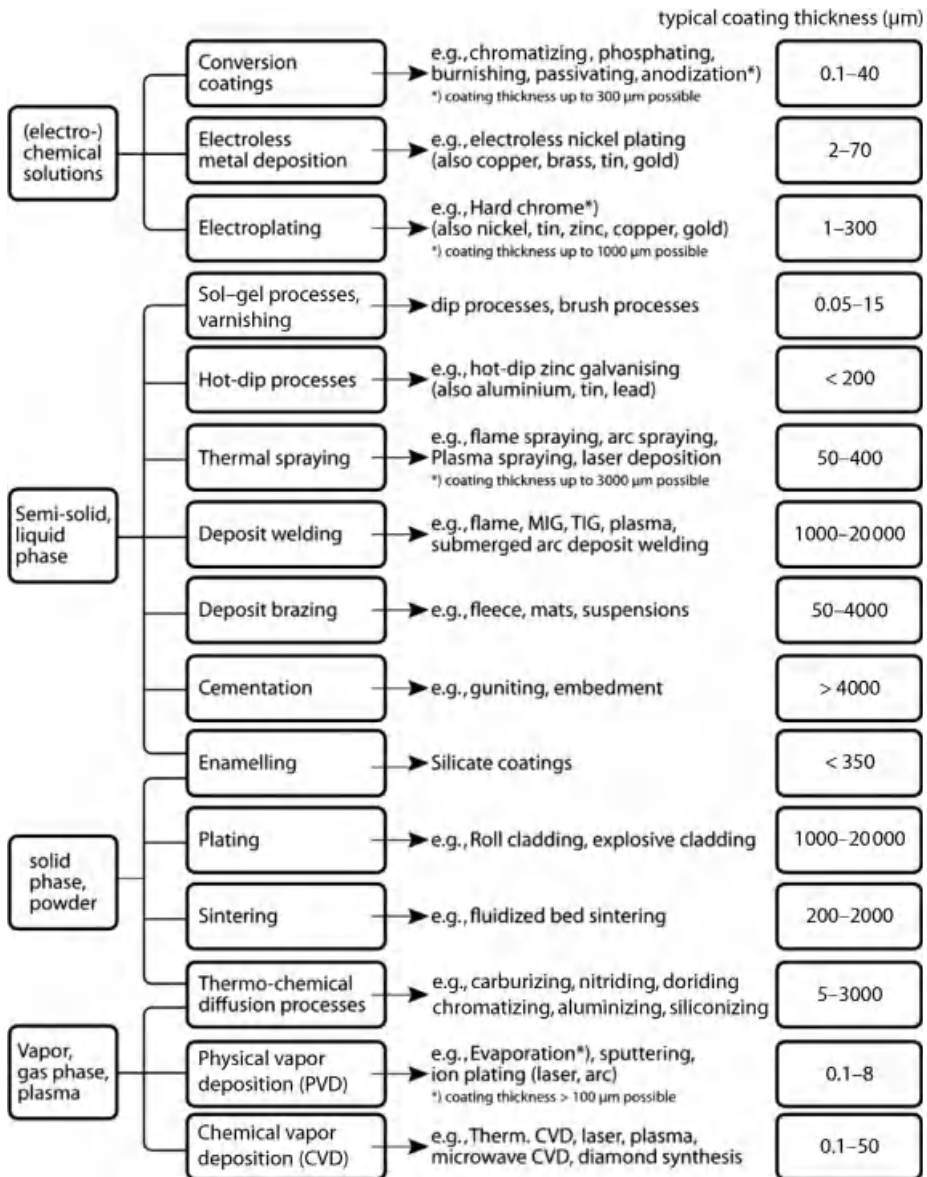 typical coating thickness (μm)
(electro-)
chemical
solutions
Conversion
coatings
e.g., chromatizing, phosphating,
burnishing, passivating, anodization*)
*) coating thickness up to 300 μm possible
0.1–40
Electroless
metal deposition
e.g., electroless nickel plating
(also copper, brass, tin, gold)
2–70
Electroplating
e.g., Hard chrome*)
(also nickel, tin, zinc, copper, gold)
*) coating thickness up to 1000 μm possible
1–300
Semi-solid,
liquid
phase
Sol–gel processes,
varnishing
dip processes, brush processes
0.05–15
Hot-dip processes
e.g., hot-dip zinc galvanising
(also aluminium, tin, lead)
< 200
Thermal spraying
e.g., flame spraying, arc spraying,
Plasma spraying, laser deposition
*) coating thickness up to 3000 μm possible
50–400
Deposit welding
e.g., flame, MIG, TIG, plasma,
submerged arc deposit welding
1000–20 000
Deposit brazing
e.g., fleece, mats, suspensions
50–4000
Cementation
e.g., guniting, embedment
> 4000
Enamelling
Silicate coatings
< 350
solid
phase,
powder
Plating
e.g., Roll cladding, explosive cladding
1000–20 000
Sintering
e.g., fluidized bed sintering
200–2000
Thermo-chemical
diffusion processes
e.g., carburizing, nitriding, doriding
chromatizing, aluminizing, siliconizing
5–3000
Vapor,
gas phase,
plasma
Physical vapor
deposition (PVD)
e.g., Evaporation*), sputtering,
ion plating (laser, arc)
*) coating thickness > 100 μm possible
0.1–8
Chemical vapor
deposition (CVD)
e.g., Therm. CVD, laser, plasma,
microwave CVD, diamond synthesis
0.1–50